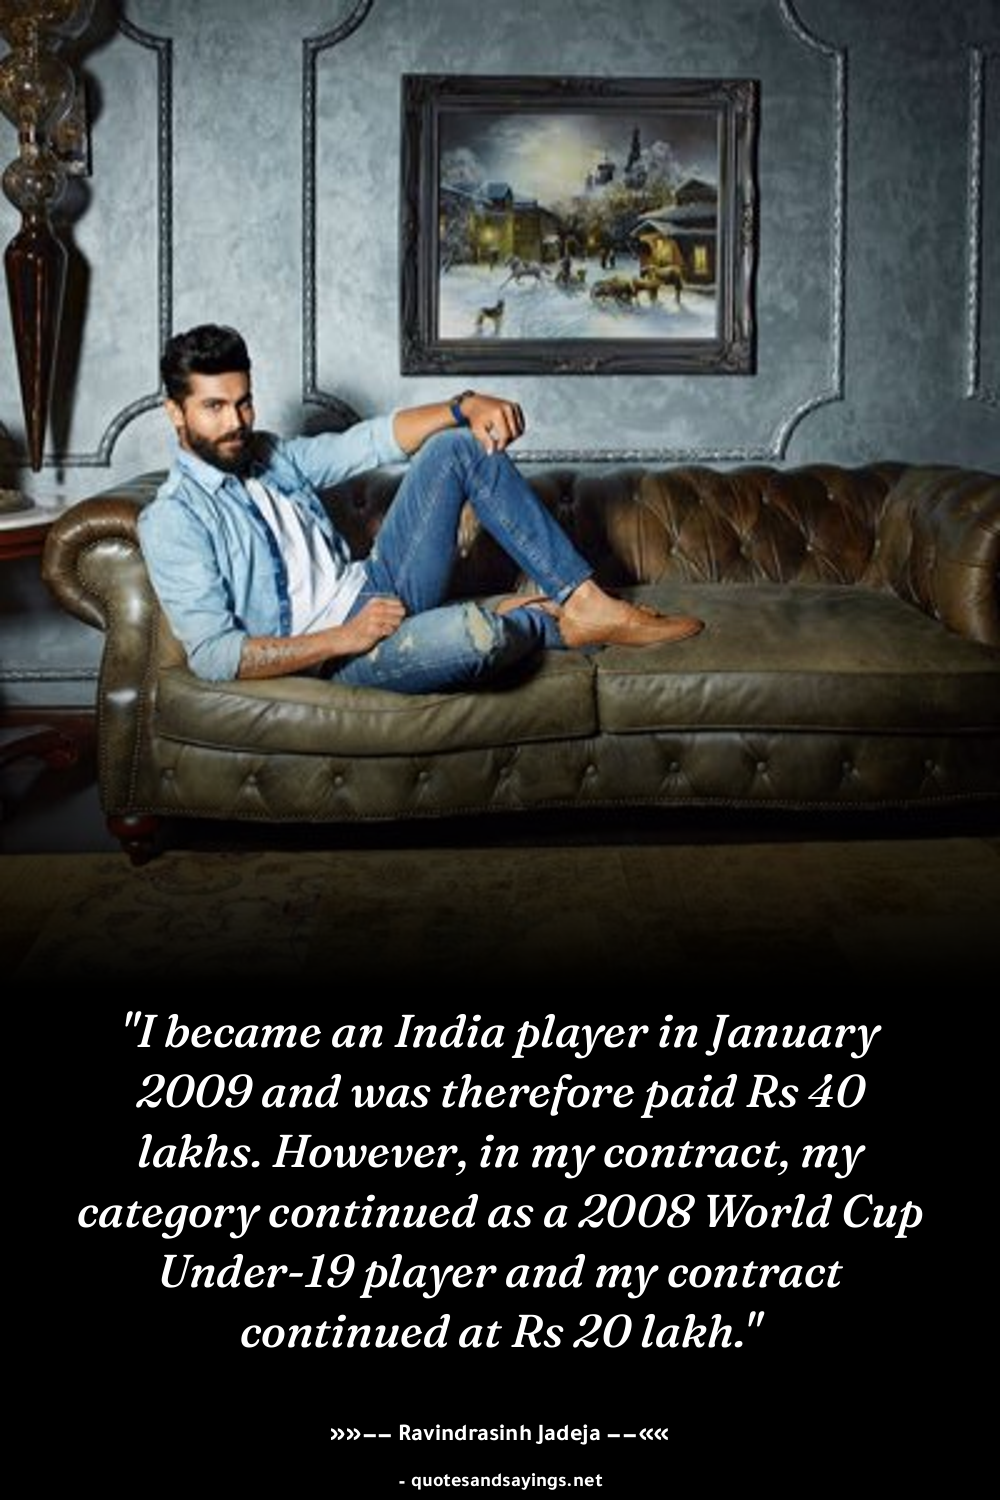 "I became an India player in January
2009 and was therefore paid Rs 40
lakhs. However, in my contract, my
category continued as a 2008 World Cup
Under-19 player and my contract
continued at Rs 20 lakh."
»»–– Ravindrasinh Jadeja ––««
- quotesandsayings.net